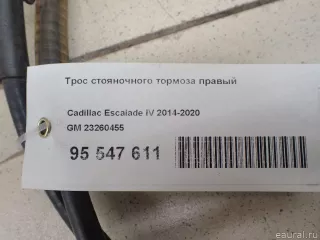 Трос стояночного тормоза правый
Cadillac Escalade IV 2014-2020
GM 23260455
95 547 611
© eaural.ru